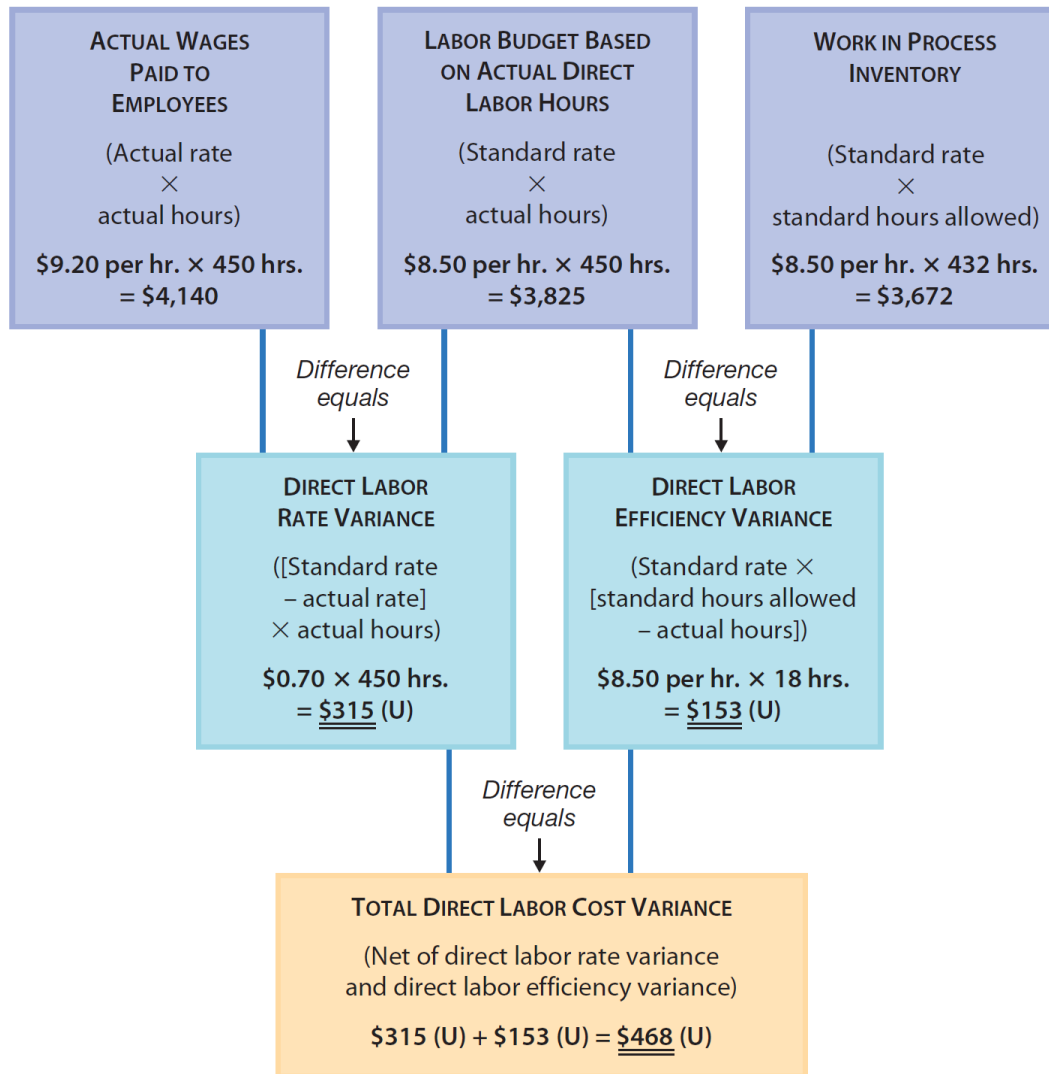 ACTUAL WAGES
PAID TO
EMPLOYEES
(Actual rate
×
actual hours)
$9.20 per hr. × 450 hrs.
= $4,140
LABOR BUDGET BASED
ON ACTUAL DIRECT
LABOR HOURS
(Standard rate
×
actual hours)
$8.50 per hr. × 450 hrs.
= $3,825
WORK IN PROCESS
INVENTORY
(Standard rate
×
standard hours allowed)
$8.50 per hr. × 432 hrs.
= $3,672
Difference
equals
Difference
equals
DIRECT LABOR
RATE VARIANCE
([Standard rate
– actual rate]
× actual hours)
$0.70 × 450 hrs.
= $315 (U)
DIRECT LABOR
EFFICIENCY VARIANCE
(Standard rate ×
[standard hours allowed
– actual hours])
$8.50 per hr. × 18 hrs.
= $153 (U)
Difference
equals
TOTAL DIRECT LABOR COST VARIANCE
(Net of direct labor rate variance
and direct labor efficiency variance)
$315 (U) + $153 (U) = $468 (U)